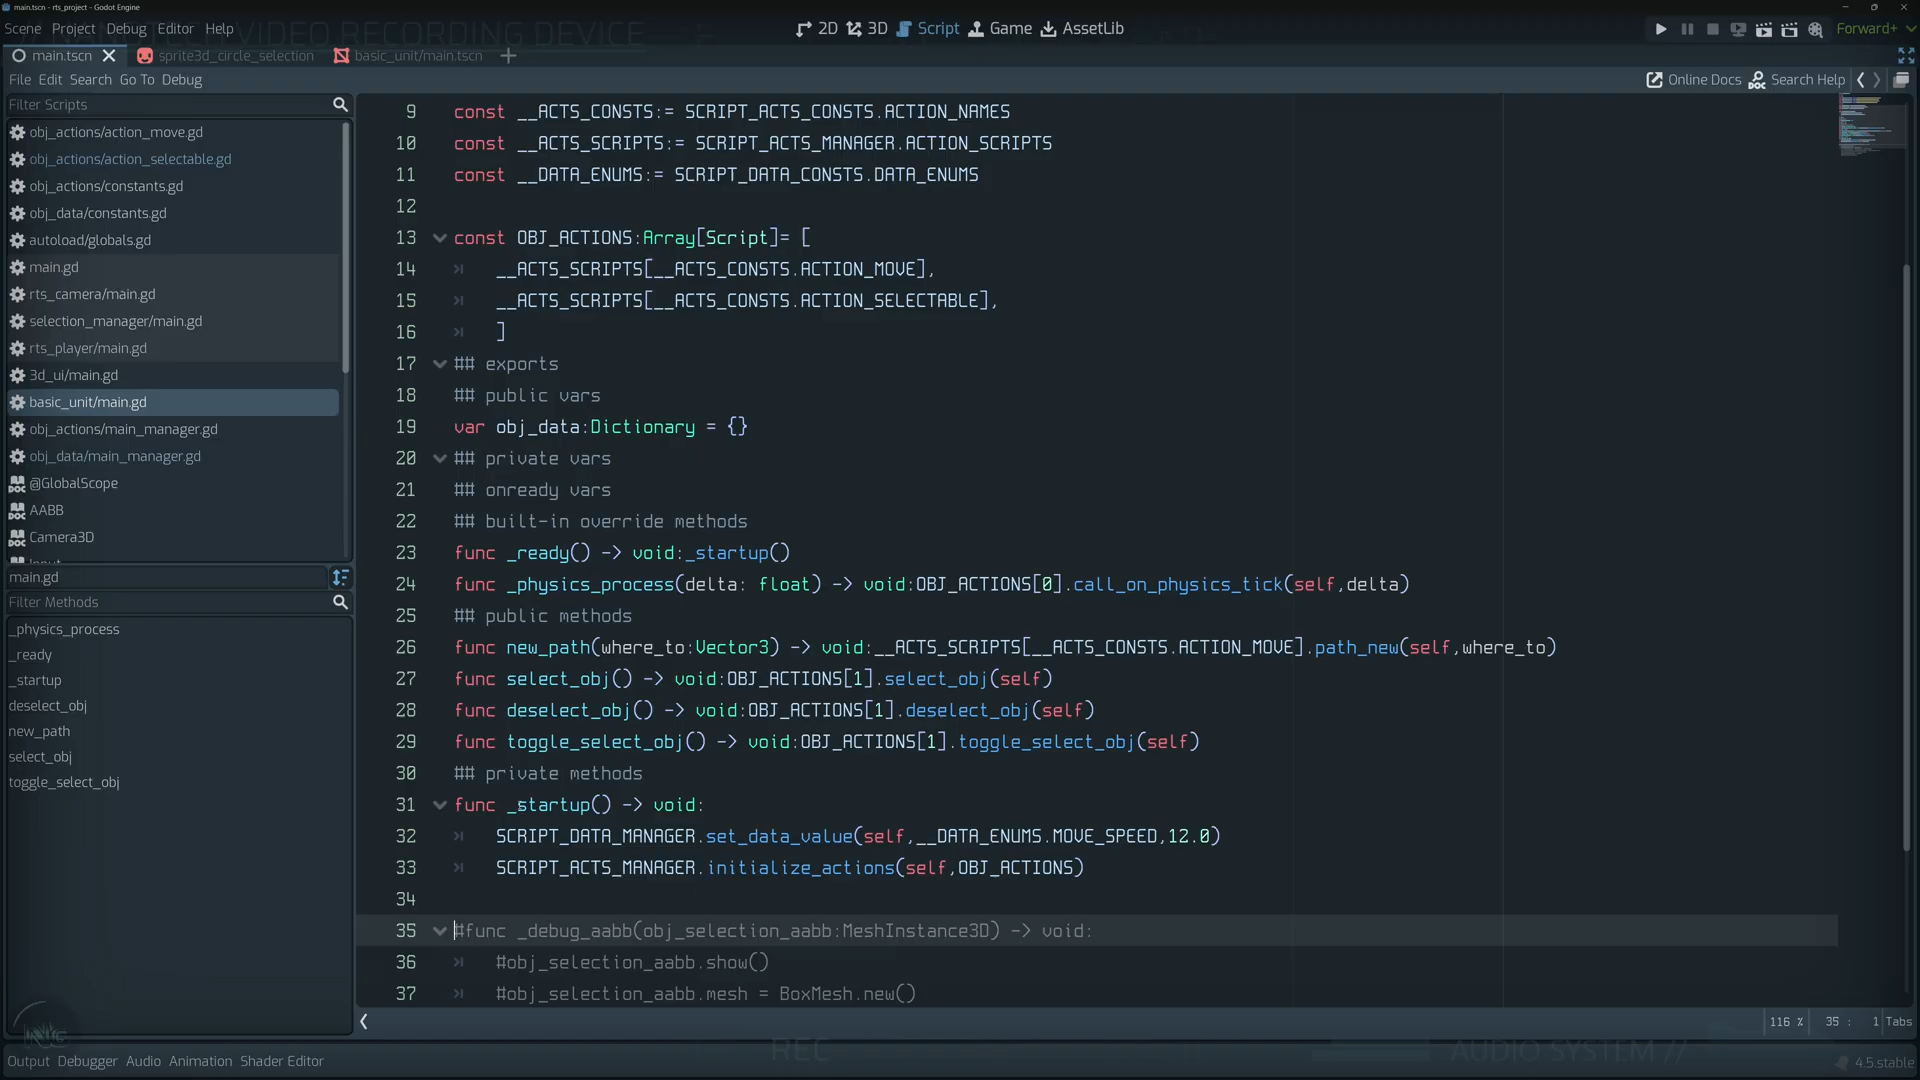 main.tscn - rts_project - Godot Engine
Scene Project Debug Editor Help
2D 3D Script Game AssetLib
Forward+
main.tscn sprite3d_circle_selection basic_unit/main.tscn
File Edit Search Go To Debug
Online Docs Search Help
Filter Scripts
obj_actions/action_move.gd
obj_actions/action_selectable.gd
obj_actions/constants.gd
obj_data/constants.gd
autoload/globals.gd
main.gd
rts_camera/main.gd
selection_manager/main.gd
rts_player/main.gd
3d_ui/main.gd
basic_unit/main.gd
obj_actions/main_manager.gd
obj_data/main_manager.gd
@GlobalScope
AABB
Camera3D
main.gd
Filter Methods
_physics_process
_ready
_startup
deselect_obj
new_path
select_obj
toggle_select_obj
9 const __ACTS_CONSTS:= SCRIPT_ACTS_CONSTS.ACTION_NAMES
10 const __ACTS_SCRIPTS:= SCRIPT_ACTS_MANAGER.ACTION_SCRIPTS
11 const __DATA_ENUMS:= SCRIPT_DATA_CONSTS.DATA_ENUMS
12
13 const OBJ_ACTIONS:Array[Script]= [
14 __ACTS_SCRIPTS[__ACTS_CONSTS.ACTION_MOVE],
15 __ACTS_SCRIPTS[__ACTS_CONSTS.ACTION_SELECTABLE],
16 ]
17 ## exports
18 ## public vars
19 var obj_data:Dictionary = {}
20 ## private vars
21 ## onready vars
22 ## built-in override methods
23 func _ready() -> void:_startup()
24 func _physics_process(delta: float) -> void:OBJ_ACTIONS[0].call_on_physics_tick(self,delta)
25 ## public methods
26 func new_path(where_to:Vector3) -> void:__ACTS_SCRIPTS[__ACTS_CONSTS.ACTION_MOVE].path_new(self,where_to)
27 func select_obj() -> void:OBJ_ACTIONS[1].select_obj(self)
28 func deselect_obj() -> void:OBJ_ACTIONS[1].deselect_obj(self)
29 func toggle_select_obj() -> void:OBJ_ACTIONS[1].toggle_select_obj(self)
30 ## private methods
31 func _startup() -> void:
32 SCRIPT_DATA_MANAGER.set_data_value(self,__DATA_ENUMS.MOVE_SPEED,12.0)
33 SCRIPT_ACTS_MANAGER.initialize_actions(self,OBJ_ACTIONS)
34
35 #func _debug_aabb(obj_selection_aabb:MeshInstance3D) -> void:
36 #obj_selection_aabb.show()
37 #obj_selection_aabb.mesh = BoxMesh.new()
116 % 35 : 1 Tabs
Output Debugger Audio Animation Shader Editor
REC
AUDIO SYSTEM //
4.5.stable